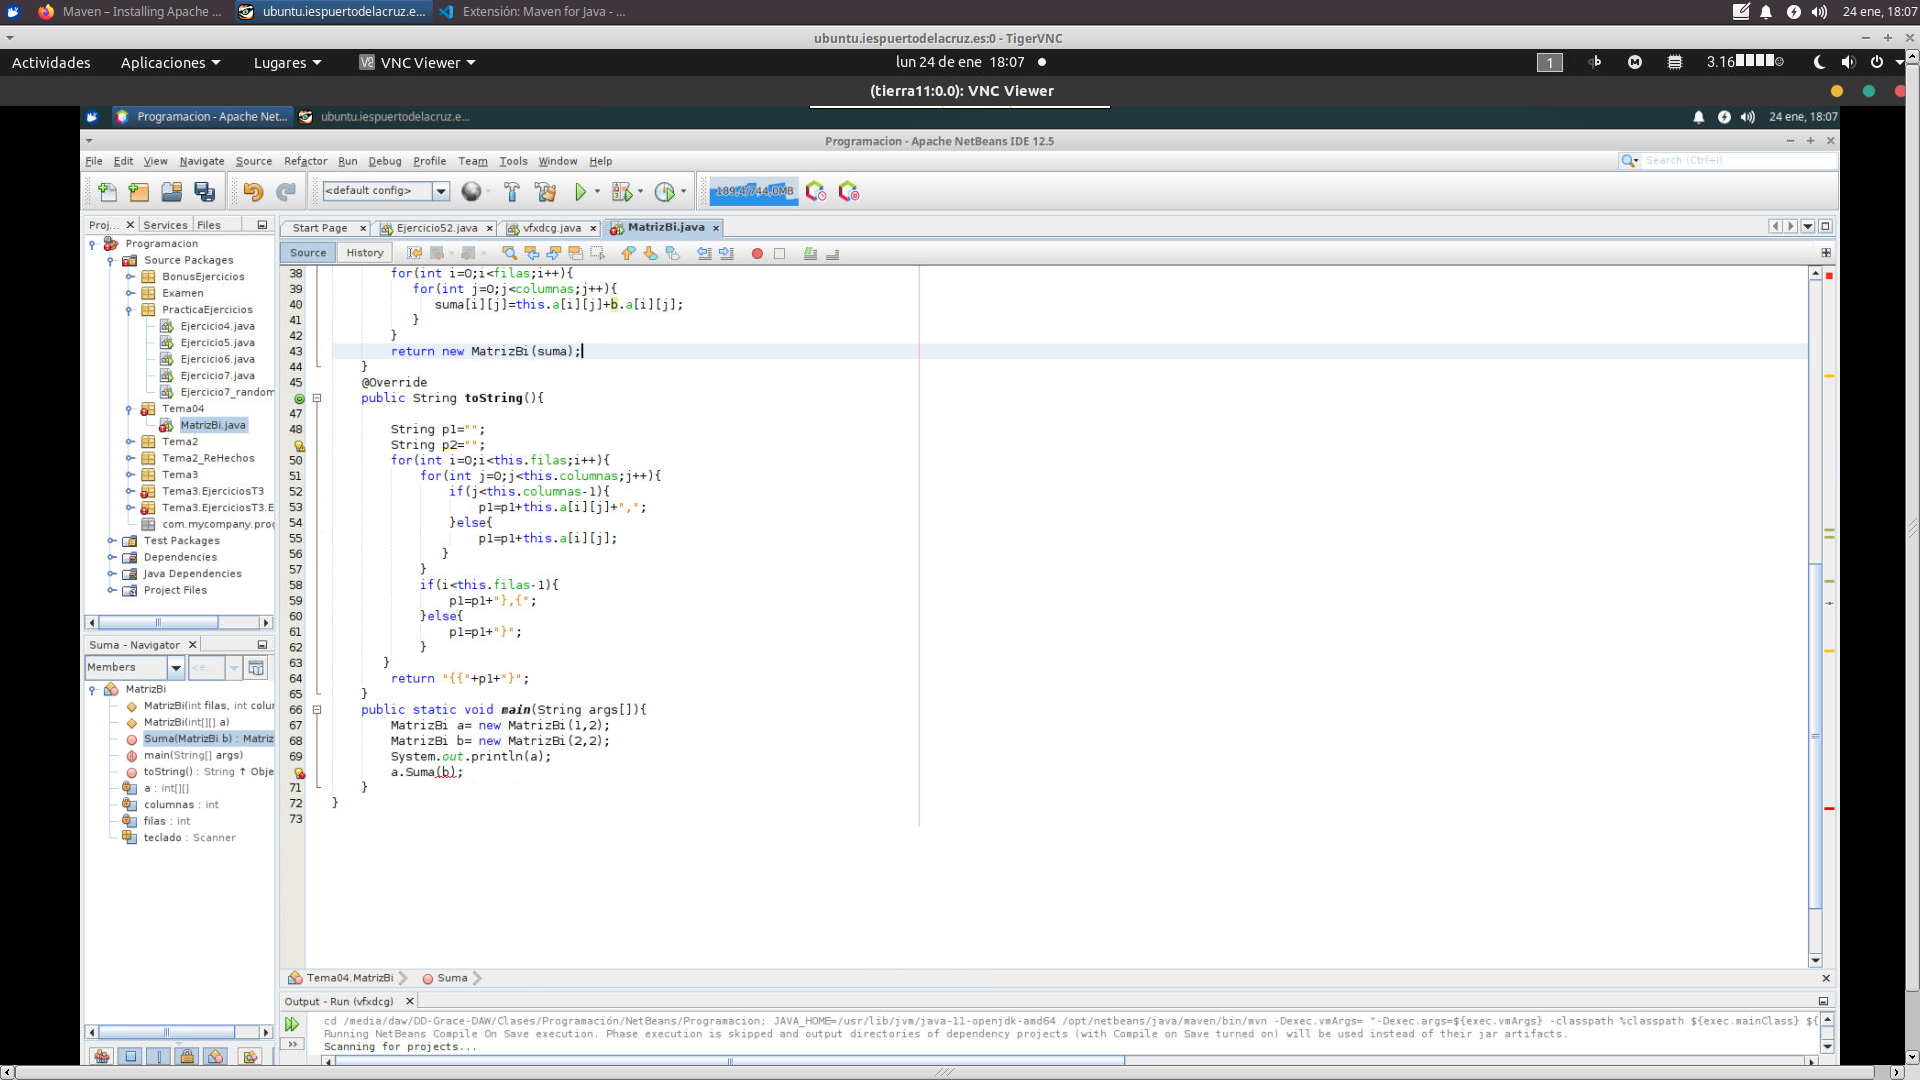 Maven – Installing Apache ...
ubuntu.iespuertodelacruz.e...
Extensión: Maven for Java - ...
24 ene, 18:07
ubuntu.iespuertodelacruz.es:0 - TigerVNC
Actividades
Aplicaciones
Lugares
VNC Viewer
lun 24 de ene 18:07
1
3.16
(tierra11:0.0): VNC Viewer
Programacion - Apache Net...
ubuntu.iespuertodelacruz.e...
24 ene, 18:07
Programacion - Apache NetBeans IDE 12.5
File Edit View Navigate Source Refactor Run Debug Profile Team Tools Window Help
Search (Ctrl+I)
<default config>
189,4/744,0MB
Proj... Services Files
Start Page
Ejercicio52.java
vfxdcg.java
MatrizBi.java
Source History
Programacion
Source Packages
BonusEjercicios
Examen
PracticaEjercicios
Ejercicio4.java
Ejercicio5.java
Ejercicio6.java
Ejercicio7.java
Ejercicio7_random
Tema04
MatrizBi.java
Tema2
Tema2_ReHechos
Tema3
Tema3.EjerciciosT3
Tema3.EjerciciosT3.E
com.mycompany.prog
Test Packages
Dependencies
Java Dependencies
Project Files
Suma - Navigator
Members
<e...
MatrizBi
MatrizBi(int filas, int colum
MatrizBi(int[][] a)
Suma(MatrizBi b) : Matriz
main(String[] args)
toString() : String ↑ Obje
a : int[][]
columnas : int
filas : int
teclado : Scanner
38 for(int i=0;i<filas;i++){
39 for(int j=0;j<columnas;j++){
40 suma[i][j]=this.a[i][j]+b.a[i][j];
41 }
42 }
43 return new MatrizBi(suma);
44 }
45 @Override
public String toString(){
47
48 String p1="";
String p2="";
50 for(int i=0;i<this.filas;i++){
51 for(int j=0;j<this.columnas;j++){
52 if(j<this.columnas-1){
53 p1=p1+this.a[i][j]+",";
54 }else{
55 p1=p1+this.a[i][j];
56 }
57 }
58 if(i<this.filas-1){
59 p1=p1+"},{";
60 }else{
61 p1=p1+"}";
62 }
63 }
64 return "{{"+p1+"}";
65 }
66 public static void main(String args[]){
67 MatrizBi a= new MatrizBi(1,2);
68 MatrizBi b= new MatrizBi(2,2);
69 System.out.println(a);
a.Suma(b);
71 }
72 }
73
Tema04.MatrizBi
Suma
Output - Run (vfxdcg)
cd /media/daw/DD-Grace-DAW/Clases/Programación/NetBeans/Programacion; JAVA_HOME=/usr/lib/jvm/java-11-openjdk-amd64 /opt/netbeans/java/maven/bin/mvn -Dexec.vmArgs= "-Dexec.args=${exec.vmArgs} -classpath %classpath ${exec.mainClass} ${
Running NetBeans Compile On Save execution. Phase execution is skipped and output directories of dependency projects (with Compile on Save turned on) will be used instead of their jar artifacts.
Scanning for projects...